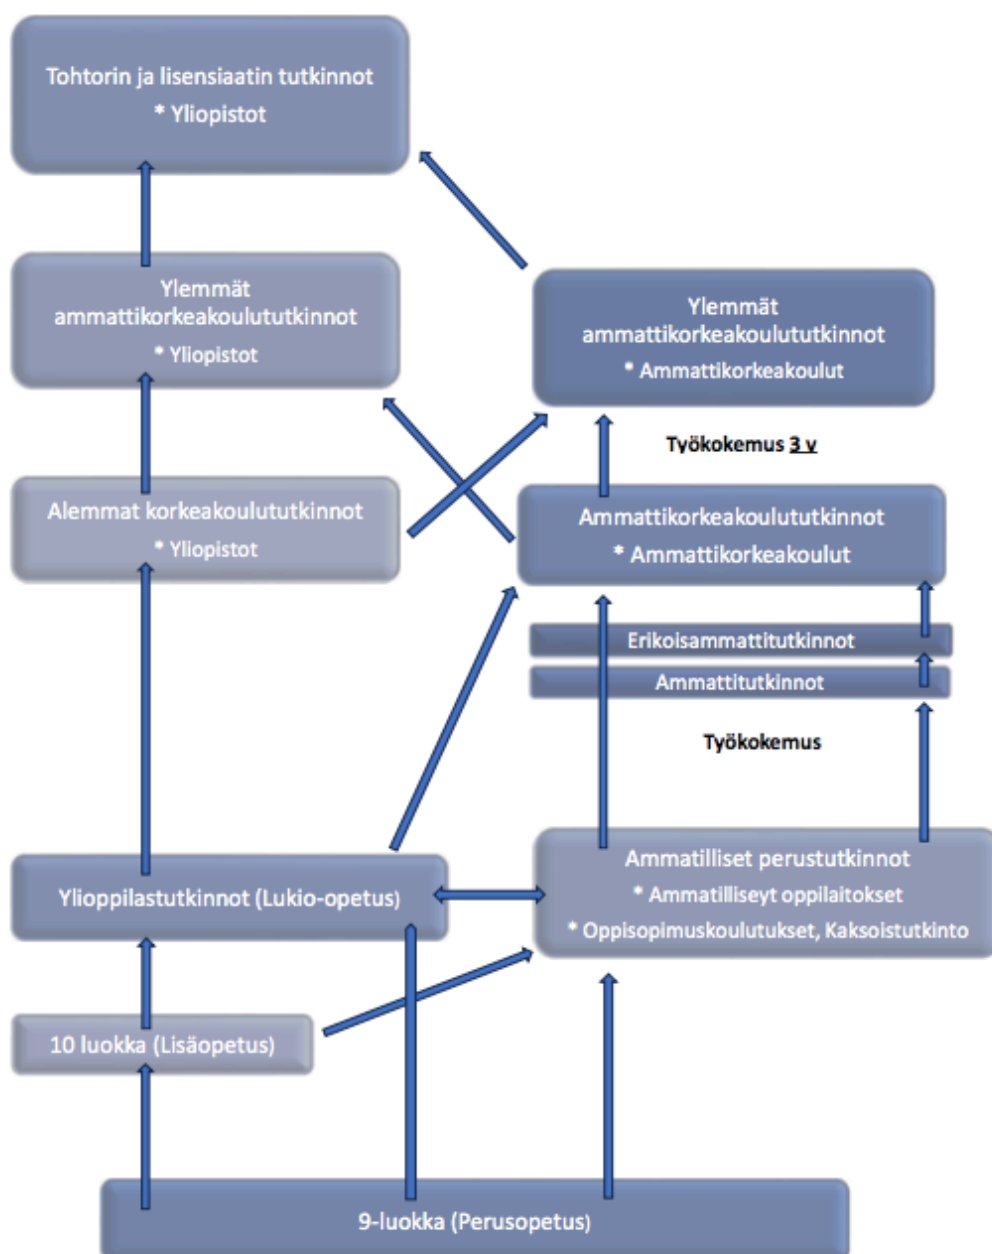 Tohtorin ja lisensiaatin tutkinnot
* Yliopistot
Ylemmät
ammattikorkeakoulututkinnot
* Yliopistot
Ylemmät
ammattikorkeakoulututkinnot
* Ammattikorkeakoulut
Työkokemus 3 v
Alemmat korkeakoulututkinnot
* Yliopistot
Ammattikorkeakoulututkinnot
* Ammattikorkeakoulut
Erikoisammattitutkinnot
Ammattitutkinnot
Työkokemus
Ylioppilastutkinnot (Lukio-opetus)
Ammatilliset perustutkinnot
* Ammatilliseyt oppilaitokset
* Oppisopimuskoulutukset, Kaksoistutkinto
10 luokka (Lisäopetus)
9-luokka (Perusopetus)